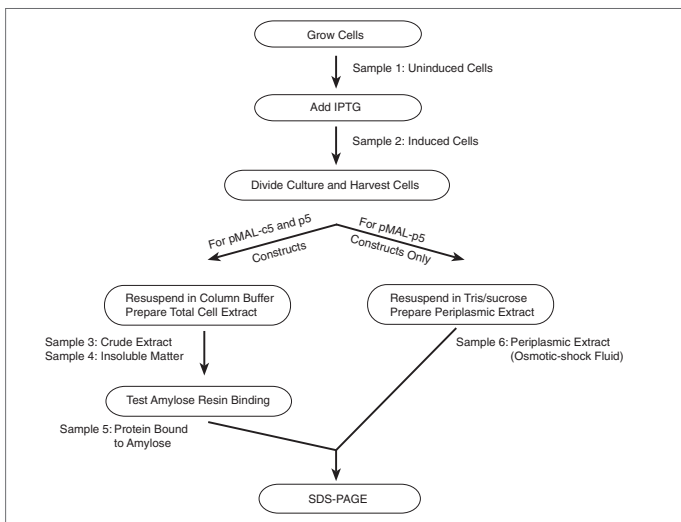 Grow Cells
Sample 1: Uninduced Cells
Add IPTG
Sample 2: Induced Cells
Divide Culture and Harvest Cells
For pMAL-c5 and p5
Constructs
For pMAL-p5
Constructs Only
Resuspend in Column Buffer
Prepare Total Cell Extract
Resuspend in Tris/sucrose
Prepare Periplasmic Extract
Sample 3: Crude Extract
Sample 4: Insoluble Matter
Sample 6: Periplasmic Extract
(Osmotic-shock Fluid)
Test Amylose Resin Binding
Sample 5: Protein Bound
to Amylose
SDS-PAGE